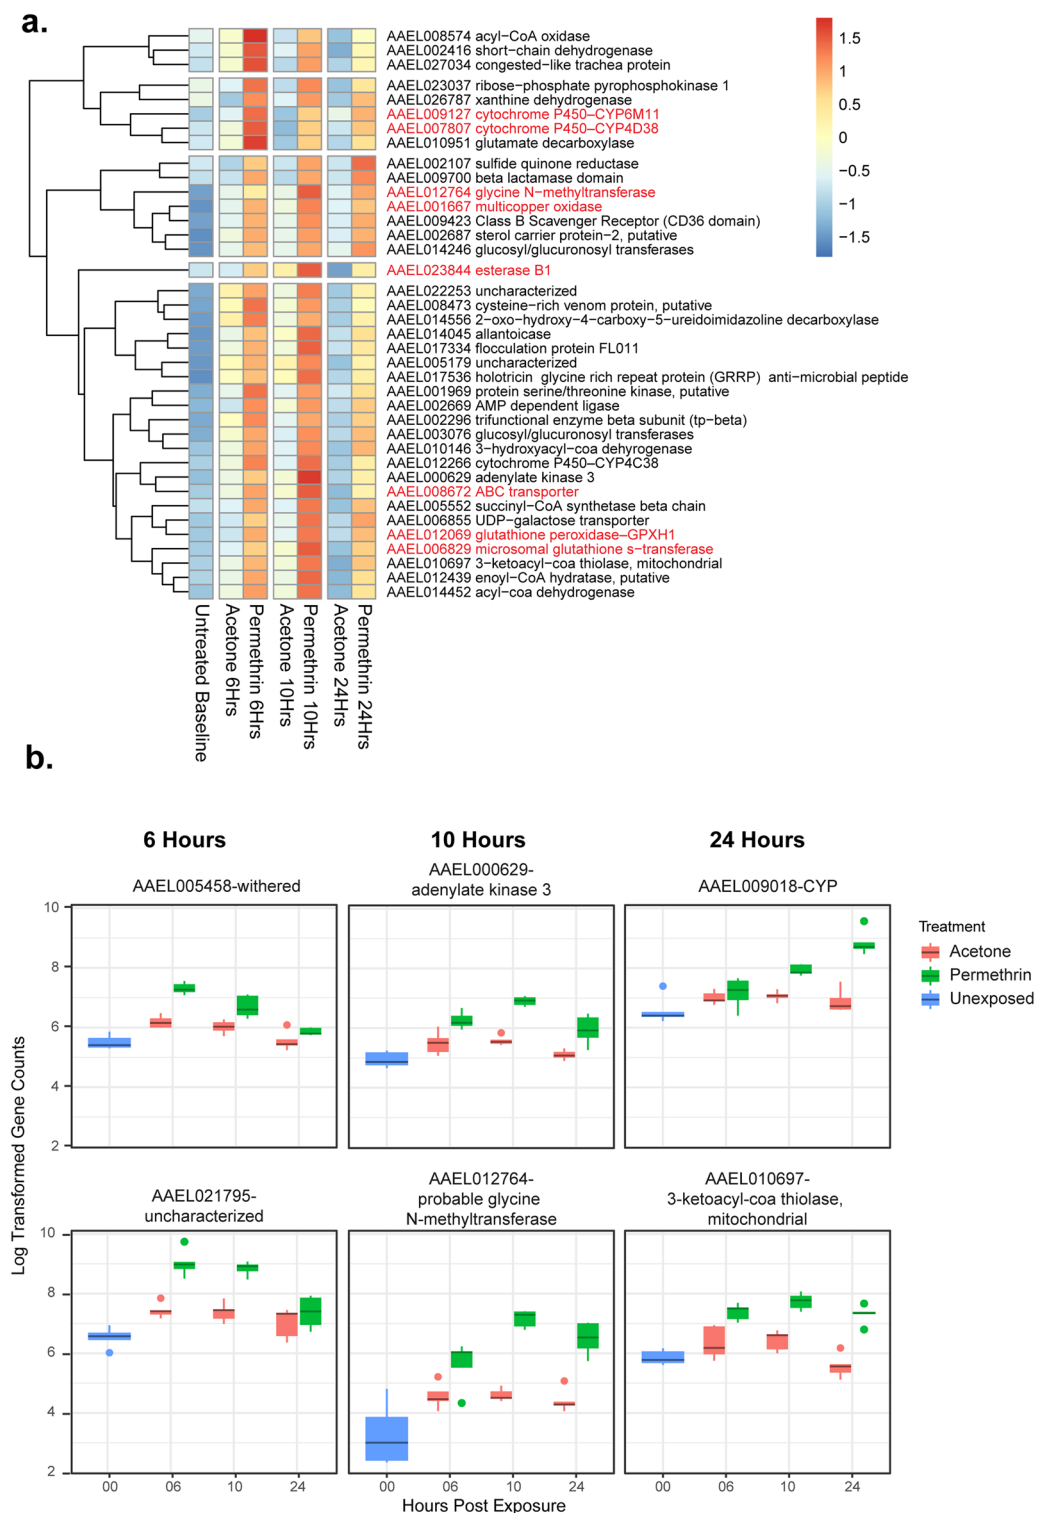 a.
AAEL008574 acyl−CoA oxidase
AAEL002416 short−chain dehydrogenase
AAEL027034 congested−like trachea protein
AAEL023037 ribose−phosphate pyrophosphokinase 1
AAEL026787 xanthine dehydrogenase
AAEL009127 cytochrome P450−CYP6M11
AAEL007807 cytochrome P450−CYP4D38
AAEL010951 glutamate decarboxylase
AAEL002107 sulfide quinone reductase
AAEL009700 beta lactamase domain
AAEL012764 glycine N−methyltransferase
AAEL001667 multicopper oxidase
AAEL009423 Class B Scavenger Receptor (CD36 domain)
AAEL002687 sterol carrier protein−2, putative
AAEL014246 glucosyl/glucuronosyl transferases
AAEL023844 esterase B1
AAEL022253 uncharacterized
AAEL008473 cysteine−rich venom protein, putative
AAEL014556 2−oxo−hydroxy−4−carboxy−5−ureidoimidazoline decarboxylase
AAEL014045 allantoicase
AAEL017334 flocculation protein FL011
AAEL005179 uncharacterized
AAEL017536 holotricin glycine rich repeat protein (GRRP) anti−microbial peptide
AAEL001969 protein serine/threonine kinase, putative
AAEL002669 AMP dependent ligase
AAEL002296 trifunctional enzyme beta subunit (tp−beta)
AAEL003076 glucosyl/glucuronosyl transferases
AAEL010146 3−hydroxyacyl−coa dehyrogenase
AAEL012266 cytochrome P450−CYP4C38
AAEL000629 adenylate kinase 3
AAEL008672 ABC transporter
AAEL005552 succinyl−CoA synthetase beta chain
AAEL006855 UDP−galactose transporter
AAEL012069 glutathione peroxidase−GPXH1
AAEL006829 microsomal glutathione s−transferase
AAEL010697 3−ketoacyl−coa thiolase, mitochondrial
AAEL012439 enoyl−CoA hydratase, putative
AAEL014452 acyl−coa dehydrogenase
1.5
1
0.5
0
−0.5
−1
−1.5
Untreated Baseline
Acetone 6Hrs
Permethrin 6Hrs
Acetone 10Hrs
Permethrin 10Hrs
Acetone 24Hrs
Permethrin 24Hrs
b.
6 Hours
10 Hours
24 Hours
AAEL005458-withered
AAEL000629-
adenylate kinase 3
AAEL009018-CYP
10
8
6
4
2
Treatment
Acetone
Permethrin
Unexposed
Log Transformed Gene Counts
AAEL021795-
uncharacterized
AAEL012764-
probable glycine
N-methyltransferase
AAEL010697-
3-ketoacyl-coa thiolase,
mitochondrial
10
8
6
4
2
00 06 10 24
00 06 10 24
00 06 10 24
Hours Post Exposure